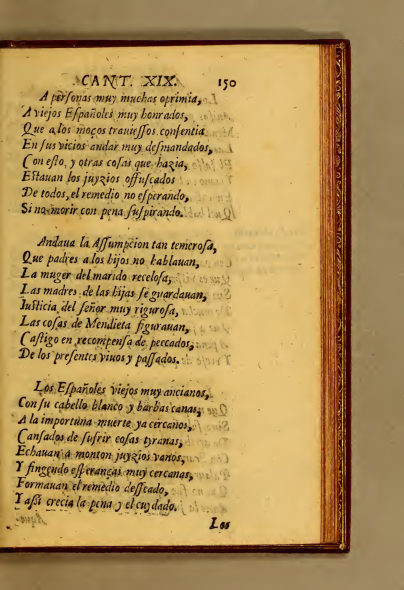 CANT. XIX. 150
A perſonas muy muchas oprimia,
A viejos Eſpañoles muy honrados,
Que a los moços trauieſſos conſentia
En ſus vicios andar muy deſmandados,
Con eſto, y otras coſas que hazia,
Eſtauan los juyzios offuſcados
De todos, el remedio no eſperando,
Si no morir con pena ſuſpirando.
Andaua la Aſſumpcion tan temeroſa,
Que padres a los hijos no hablauan,
La muger del marido receloſa,
Las madres de las hijas ſe guardauan,
Iuſticia del ſeñor muy riguroſa,
Las coſas de Mendieta figurauan,
Caſtigo en recompenſa de peccados,
De los preſentes viuos y paſſados.
Los Eſpañoles viejos muy ancianos,
Con ſu cabello blanco y barbas canas,
A la importuna muerte ya cercanos,
Canſados de ſufrir coſas tyranas,
Echauan a monton juyzios vanos,
Y fingendo eſperanças muy cercanas,
Formauan el remedio deſſeado,
Y aſsi crecia la pena y el cuydado.
Los